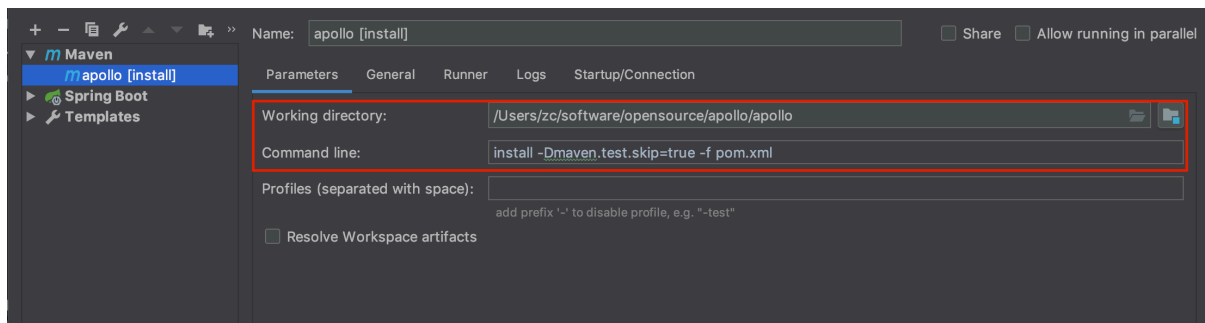 Name: apollo [install] Share Allow running in parallel
Maven
apollo [install]
Spring Boot
Templates
Parameters General Runner Logs Startup/Connection
Working directory: /Users/zc/software/opensource/apollo/apollo
Command line: install -Dmaven.test.skip=true -f pom.xml
Profiles (separated with space):
add prefix '-' to disable profile, e.g. "-test"
Resolve Workspace artifacts